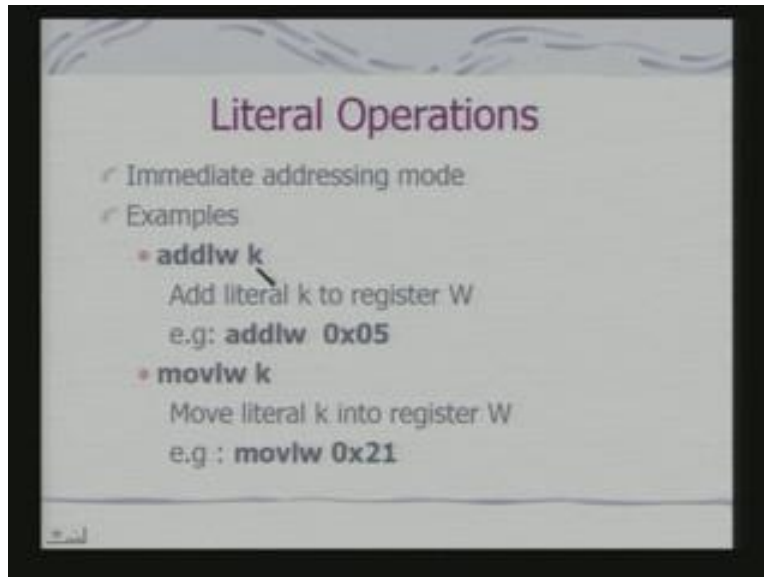 Literal Operations
Immediate addressing mode
Examples
addlw k
Add literal k to register W
e.g: addlw 0x05
movlw k
Move literal k into register W
e.g : movlw 0x21